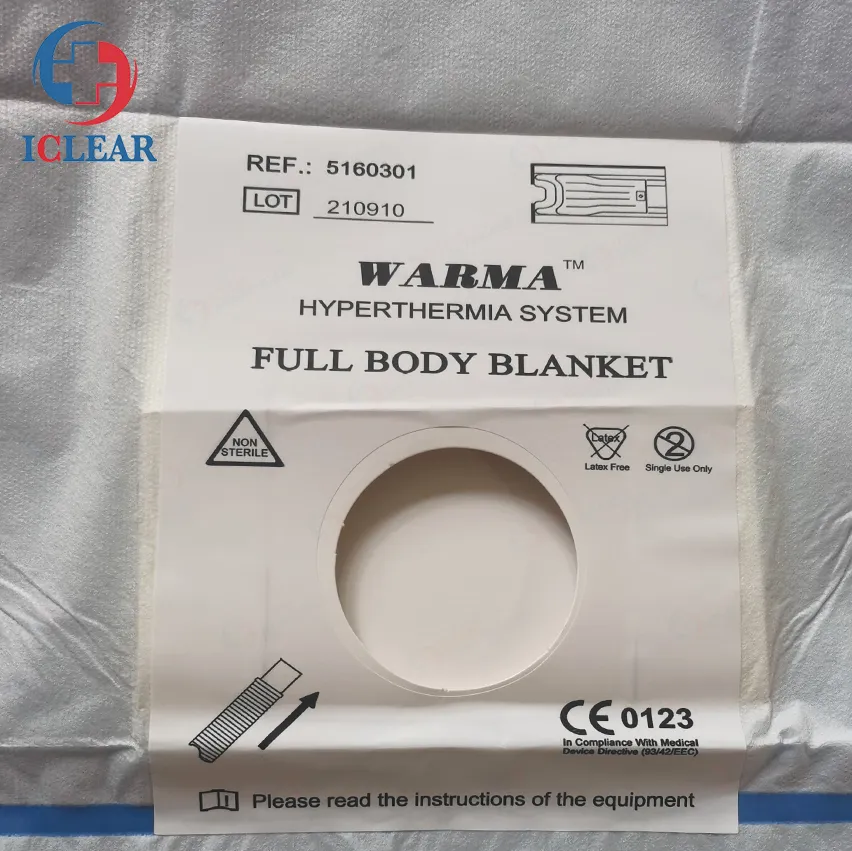 ICLEAR
REF.: 5160301
LOT 210910
WARMA™
HYPERTHERMIA SYSTEM
FULL BODY BLANKET
NON
STERILE
Latex
Latex Free
2
Single Use Only
CE 0123
In Compliance With Medical
Device Directive (93/42/EEC)
Please read the instructions of the equipment